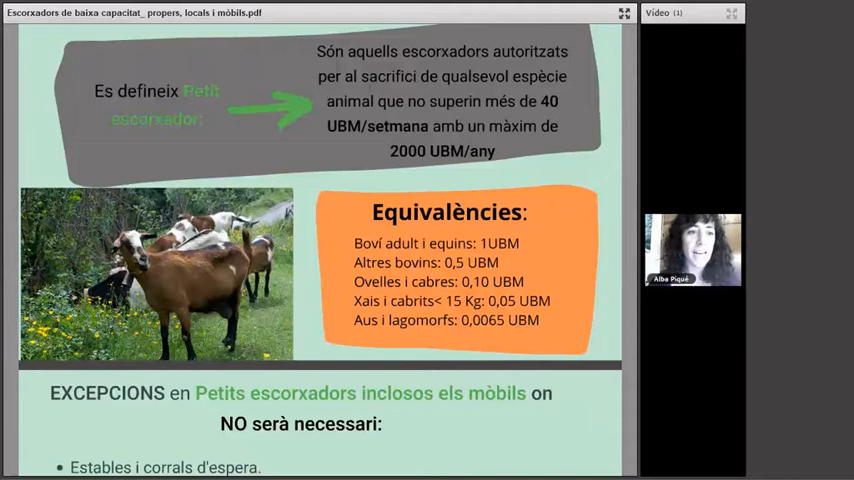 Escorxadors de baixa capacitat_ propers, locals i mòbils.pdf
Vídeo (1)
Es defineix Petit
escorxador:
Són aquells escorxadors autoritzats
per al sacrifici de qualsevol espècie
animal que no superin més de 40
UBM/setmana amb un màxim de
2000 UBM/any
Equivalències:
Boví adult i equins: 1UBM
Altres bovins: 0,5 UBM
Ovelles i cabres: 0,10 UBM
Xais i cabrits< 15 Kg: 0,05 UBM
Aus i lagomorfs: 0,0065 UBM
Alba Piqué
EXCEPCIONS en Petits escorxadors inclosos els mòbils on
NO serà necessari:
• Estables i corrals d'espera.